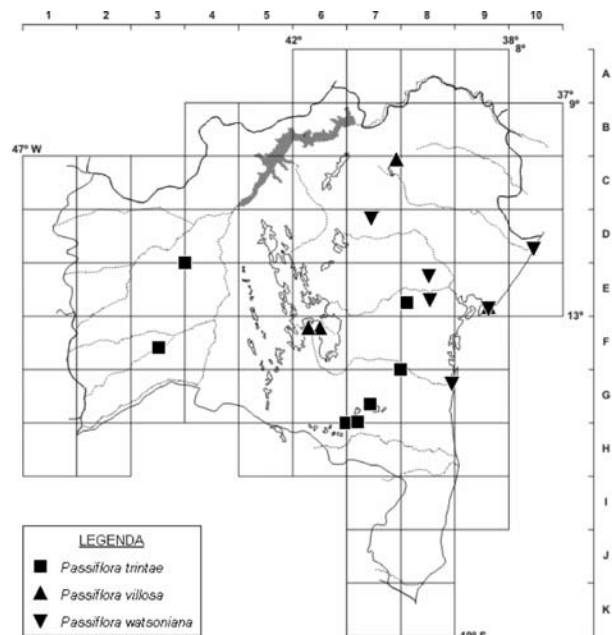 1 2 3 4 5 6 7 8 9 10
42° 38°
8°
A
37°
9°
B
47° W
C
D
E
13°
F
G
H
I
LEGENDA
J
Passiflora trintae
Passiflora villosa
K
Passiflora watsoniana